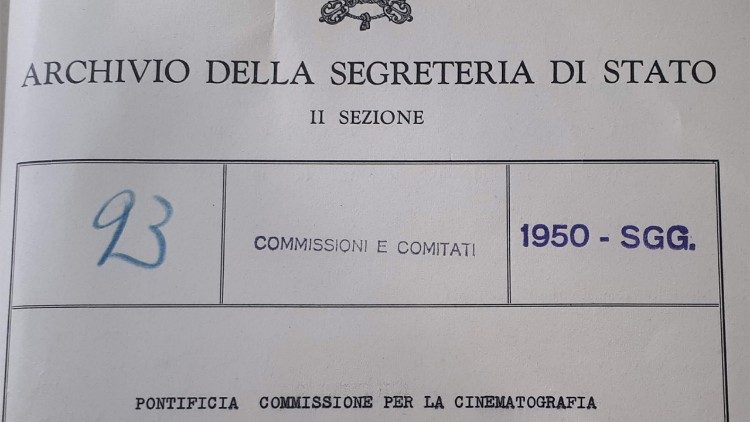 ARCHIVIO DELLA SEGRETERIA DI STATO
II SEZIONE
93 COMMISSIONI E COMITATI 1950 - SGG.
PONTIFICIA COMMISSIONE PER LA CINEMATOGRAFIA